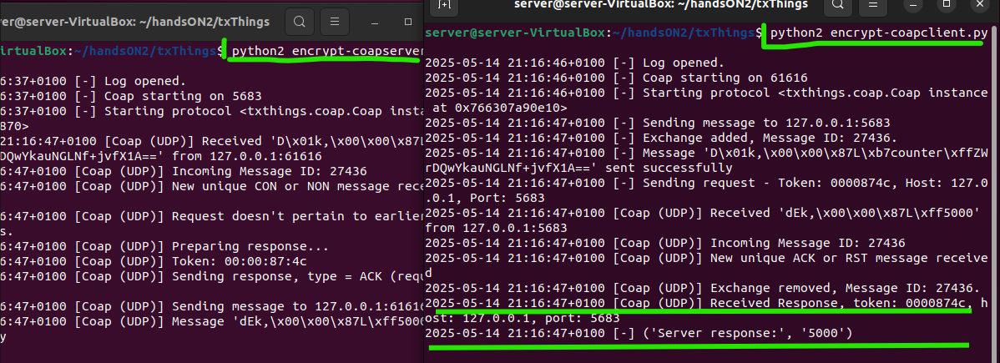 ver@server-VirtualBox: ~/handsON2/txThings
irtualBox:~/handsON2/txThings$ python2 encrypt-coapserver
6:37+0100 [-] Log opened.
6:37+0100 [-] Coap starting on 5683
6:37+0100 [-] Starting protocol <txthings.coap.Coap insta
870>
21:16:47+0100 [Coap (UDP)] Received 'D\x01k,\x00\x00\x87L
DQwYkauNGLNf+jvfX1A==' from 127.0.0.1:61616
6:47+0100 [Coap (UDP)] Incoming Message ID: 27436
6:47+0100 [Coap (UDP)] New unique CON or NON message rece
6:47+0100 [Coap (UDP)] Request doesn't pertain to earlie
s.
6:47+0100 [Coap (UDP)] Preparing response...
6:47+0100 [Coap (UDP)] Token: 00:00:87:4c
6:47+0100 [Coap (UDP)] Sending response, type = ACK (requ
6:47+0100 [Coap (UDP)] Sending message to 127.0.0.1:61616
6:47+0100 [Coap (UDP)] Message 'dEk,\x00\x00\x87L\xff5000
y
server@server-VirtualBox: ~/handsON2/txThings
server@server-VirtualBox:~/handsON2/txThings$ python2 encrypt-coapclient.py
2025-05-14 21:16:46+0100 [-] Log opened.
2025-05-14 21:16:46+0100 [-] Coap starting on 61616
2025-05-14 21:16:46+0100 [-] Starting protocol <txthings.coap.Coap instance
at 0x766307a90e10>
2025-05-14 21:16:47+0100 [-] Sending message to 127.0.0.1:5683
2025-05-14 21:16:47+0100 [-] Exchange added, Message ID: 27436.
2025-05-14 21:16:47+0100 [-] Message 'D\x01k,\x00\x00\x87L\xb7counter\xffZW
rDQwYkauNGLNf+jvfX1A==' sent successfully
2025-05-14 21:16:47+0100 [-] Sending request - Token: 0000874c, Host: 127.0
.0.1, Port: 5683
2025-05-14 21:16:47+0100 [Coap (UDP)] Received 'dEk,\x00\x00\x87L\xff5000'
from 127.0.0.1:5683
2025-05-14 21:16:47+0100 [Coap (UDP)] Incoming Message ID: 27436
2025-05-14 21:16:47+0100 [Coap (UDP)] New unique ACK or RST message receive
d
2025-05-14 21:16:47+0100 [Coap (UDP)] Exchange removed, Message ID: 27436.
2025-05-14 21:16:47+0100 [Coap (UDP)] Received Response, token: 0000874c, h
ost: 127.0.0.1, port: 5683
2025-05-14 21:16:47+0100 [-] ('Server response:', '5000')